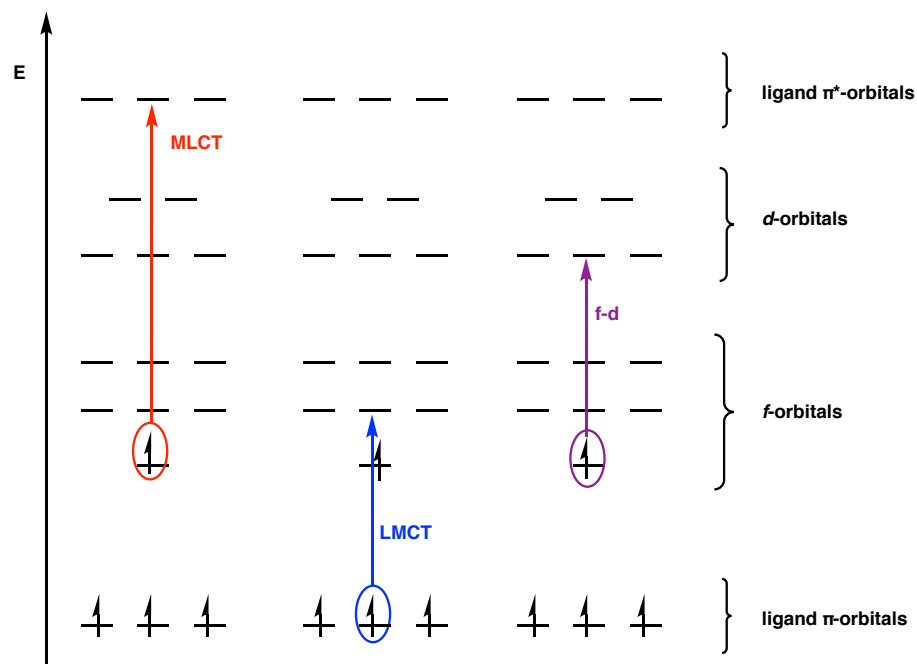 E
ligand π*-orbitals
MLCT
d-orbitals
f-d
f-orbitals
LMCT
ligand π-orbitals